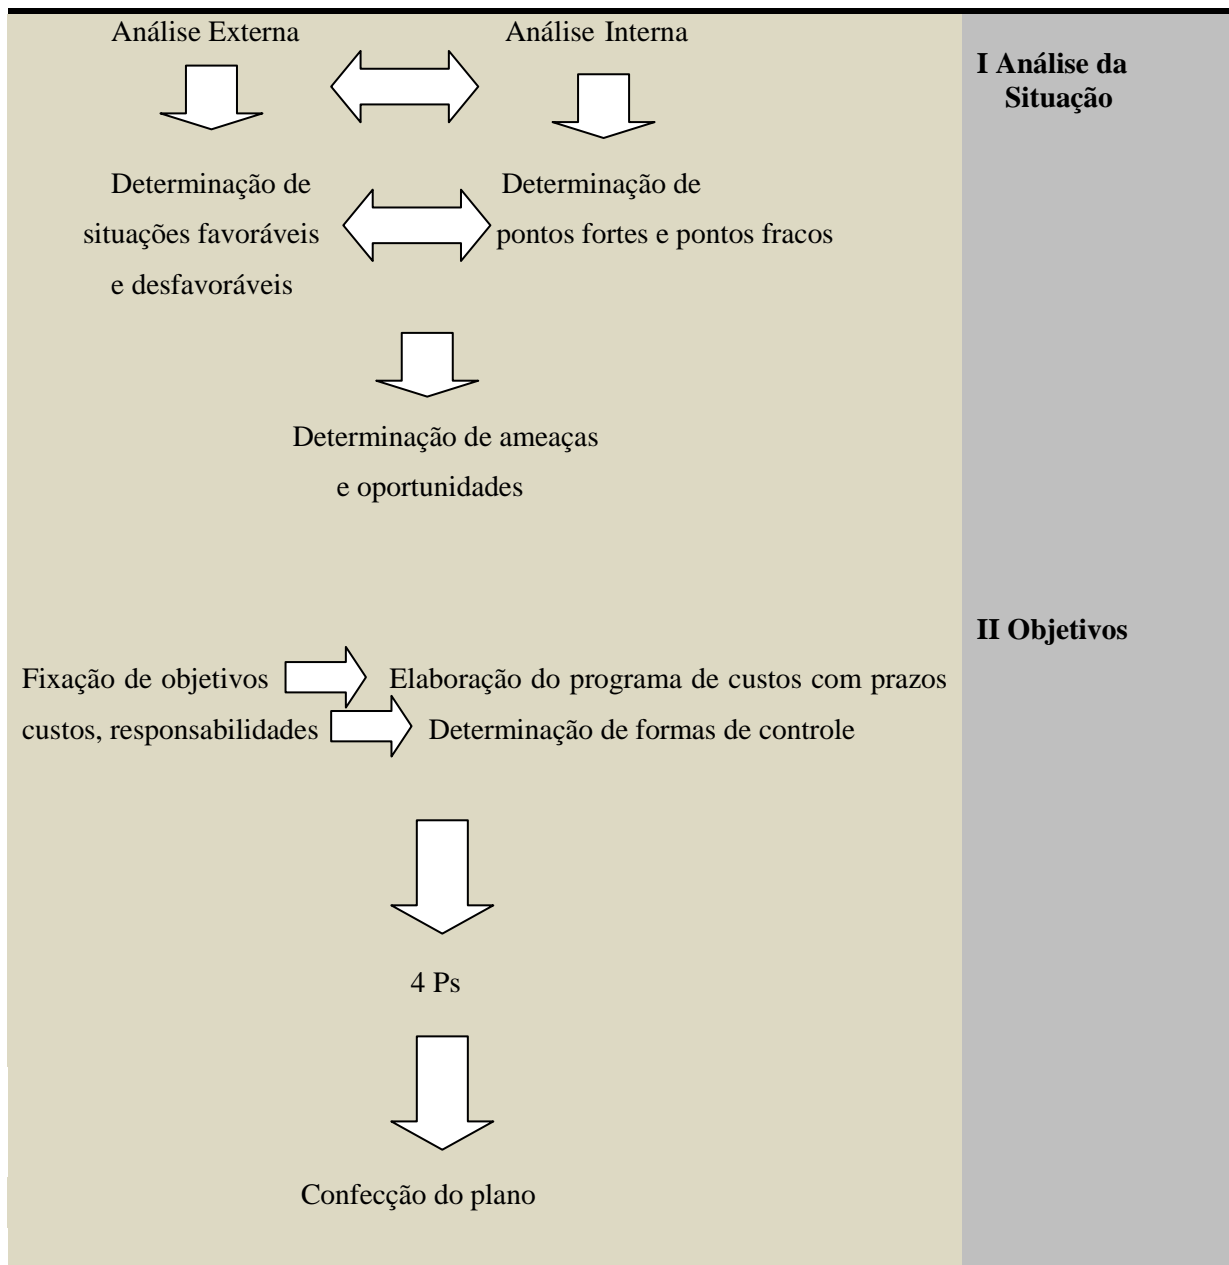 Análise Externa
Análise Interna
I Análise da
Situação
Determinação de
situações favoráveis
e desfavoráveis
Determinação de
pontos fortes e pontos fracos
Determinação de ameaças
e oportunidades
II Objetivos
Fixação de objetivos Elaboração do programa de custos com prazos
custos, responsabilidades Determinação de formas de controle
4 Ps
Confecção do plano